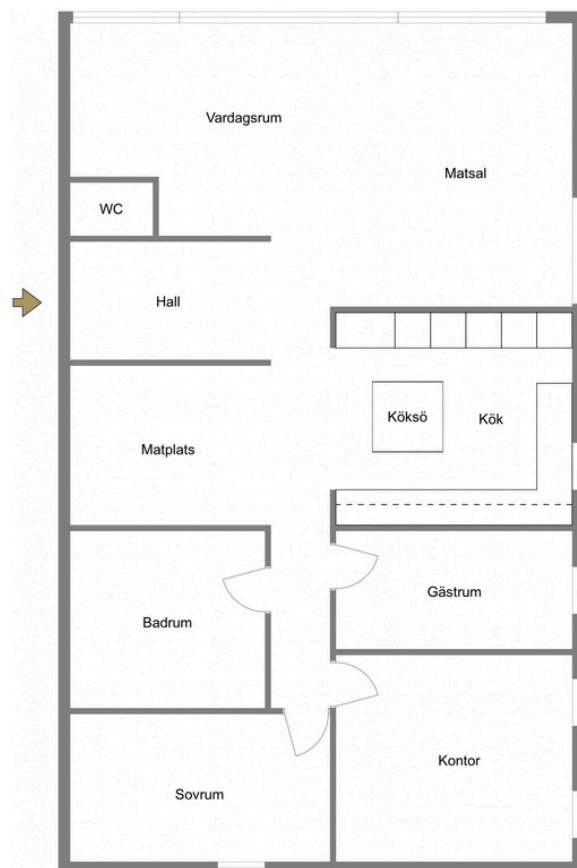 Vardagsrum
Matsal
WC
Hall
Köksö
Kök
Matplats
Gästrum
Badrum
Kontor
Sovrum